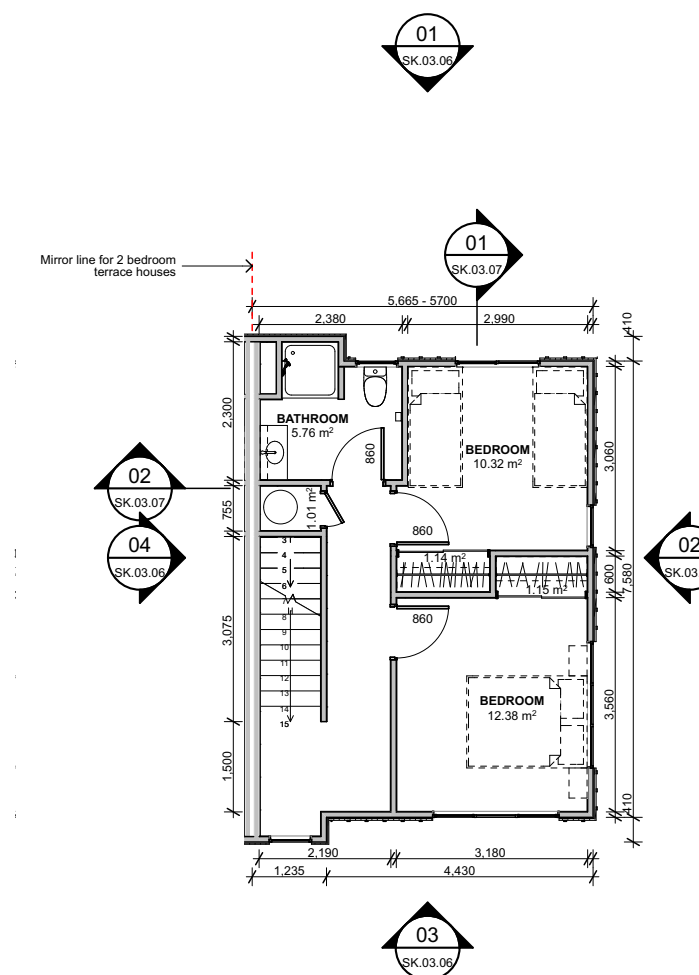 01
SK.03.06
01
SK.03.07
Mirror line for 2 bedroom
terrace houses
5,665 - 5700
2,380
2,990
410
2,300
BATHROOM
5.76 m²
860
BEDROOM
10.32 m²
3,060
02
SK.03.07
755
1.01 m²
860
04
SK.03.06
02
SK.03
3
4
5
6
7
8
9
10
11
12
13
14
15
1.14 m²
1.15 m²
600
7,580
860
3,075
BEDROOM
12.38 m²
3,560
1,500
410
2,190
3,180
1,235
4,430
03
SK.03.06